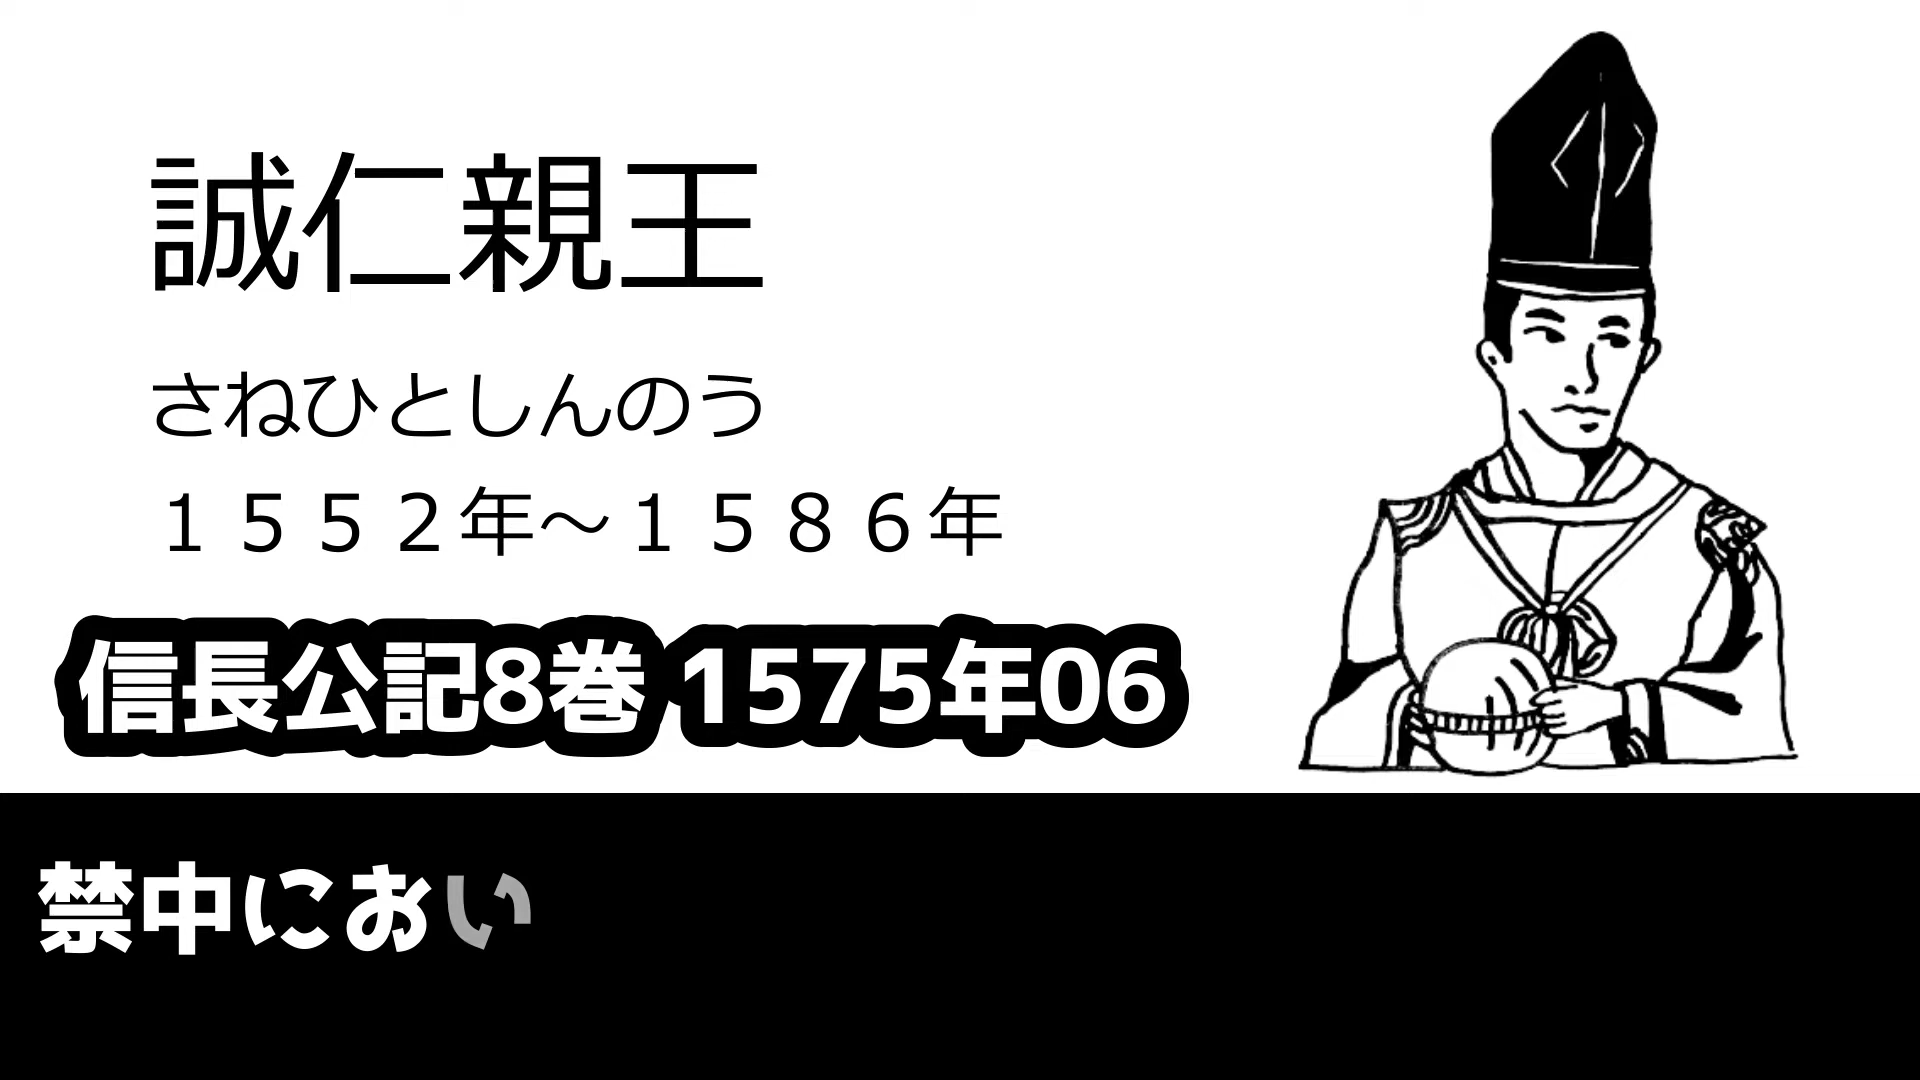 誠仁親王
さねひとしんのう
１５５２年～１５８６年
信長公記8巻 1575年06
禁中におい